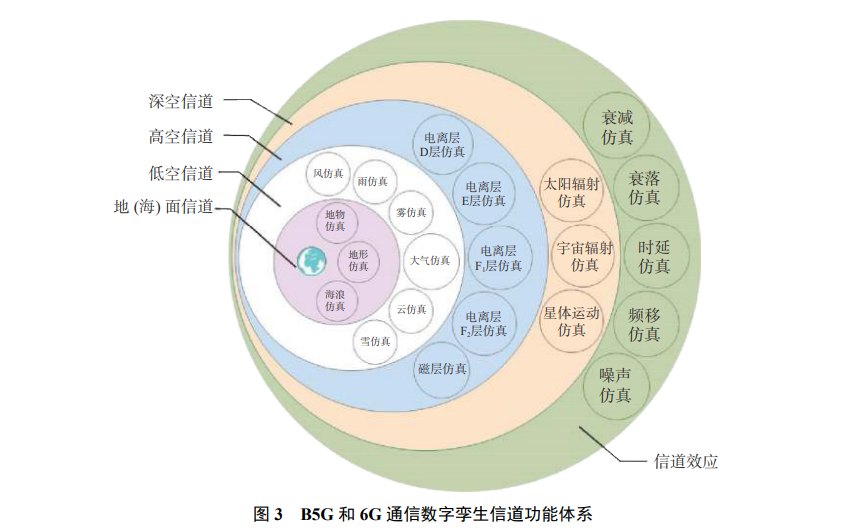 深空信道
高空信道
低空信道
地 (海) 面信道
风仿真
雨仿真
雾仿真
大气仿真
云仿真
雪仿真
地物
仿真
地形
仿真
海浪
仿真
电离层
D层仿真
电离层
E层仿真
电离层
F₁层仿真
电离层
F₂层仿真
磁层仿真
太阳辐射
仿真
宇宙辐射
仿真
星体运动
仿真
衰减
仿真
衰落
仿真
时延
仿真
频移
仿真
噪声
仿真
信道效应
图 3 B5G 和 6G 通信数字孪生信道功能体系